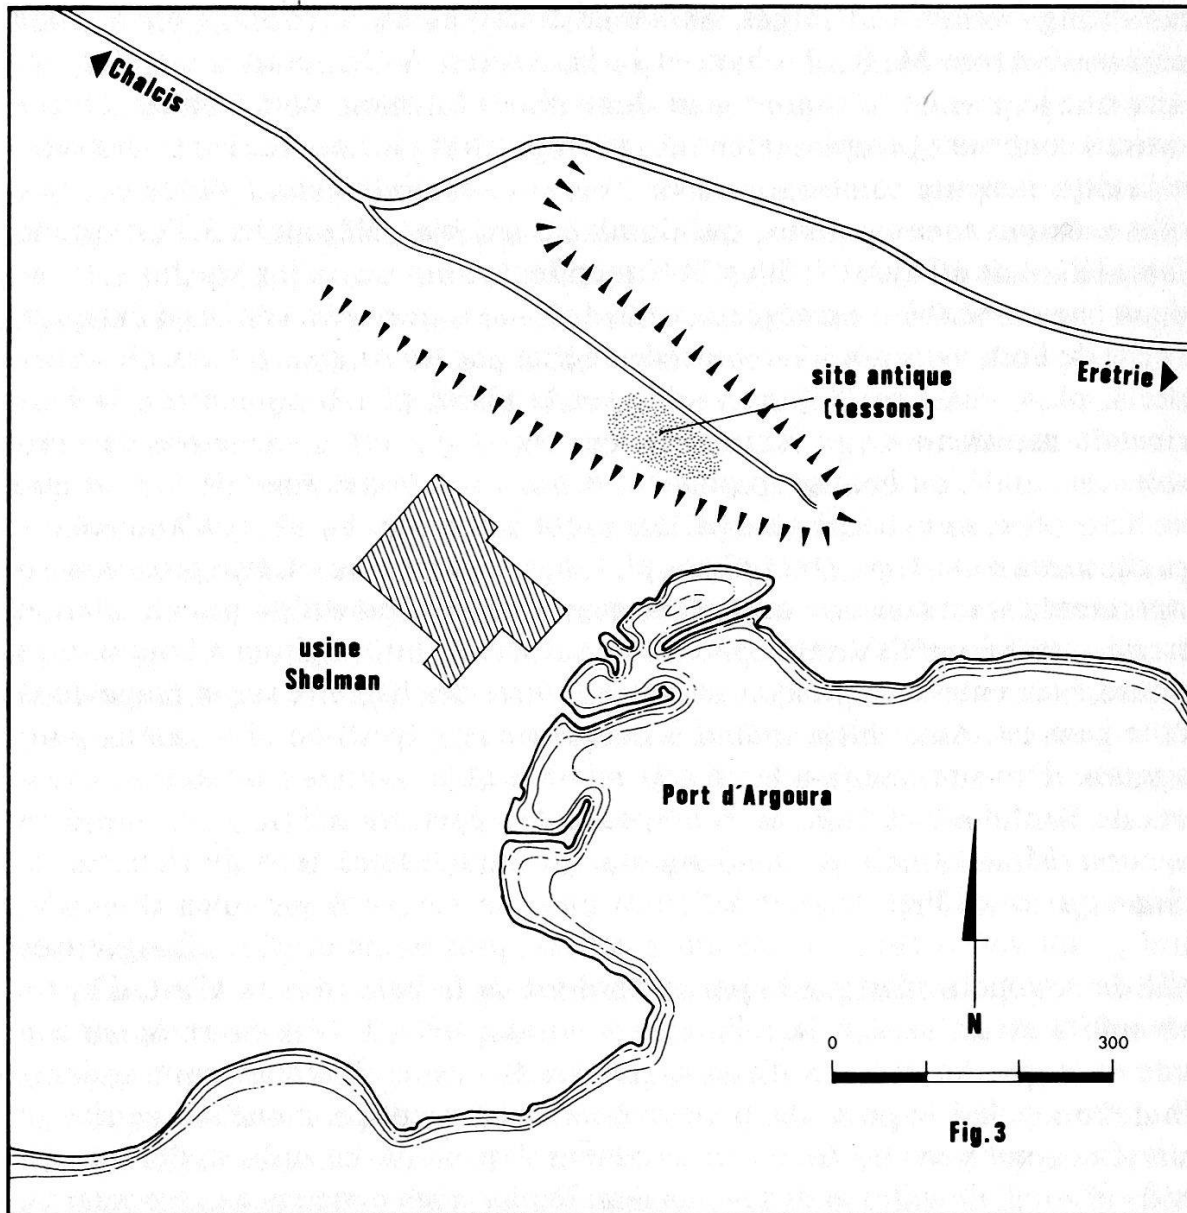 Chalcis
site antique
(tessons)
Erétrie
usine
Shelman
Port d'Argoura
N
0 300
Fig.3